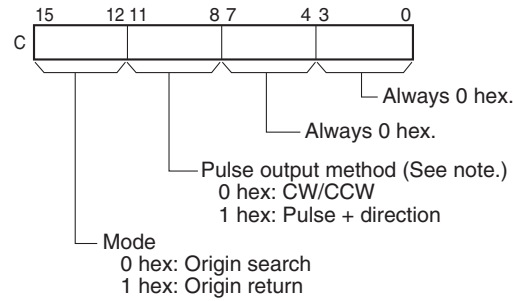 15 12 11 8 7 4 3 0
C
Always 0 hex.
Always 0 hex.
Pulse output method (See note.)
0 hex: CW/CCW
1 hex: Pulse + direction
Mode
0 hex: Origin search
1 hex: Origin return